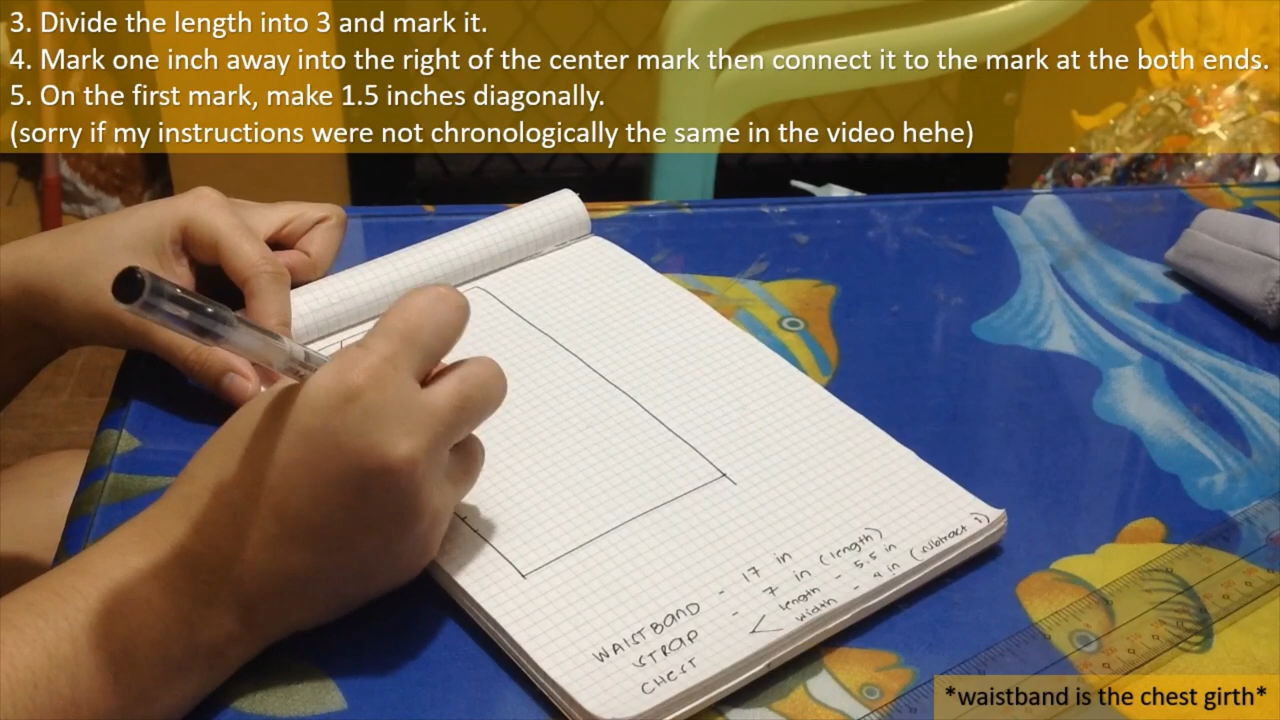 3. Divide the length into 3 and mark it.
4. Mark one inch away into the right of the center mark then connect it to the mark at the both ends.
5. On the first mark, make 1.5 inches diagonally.
(sorry if my instructions were not chronologically the same in the video hehe)
WAISTBAND - 17 in
STRAP - 7 in (length)
CHEST < length - 5.5 in
width - 4 in (subtract 1)
*waistband is the chest girth*